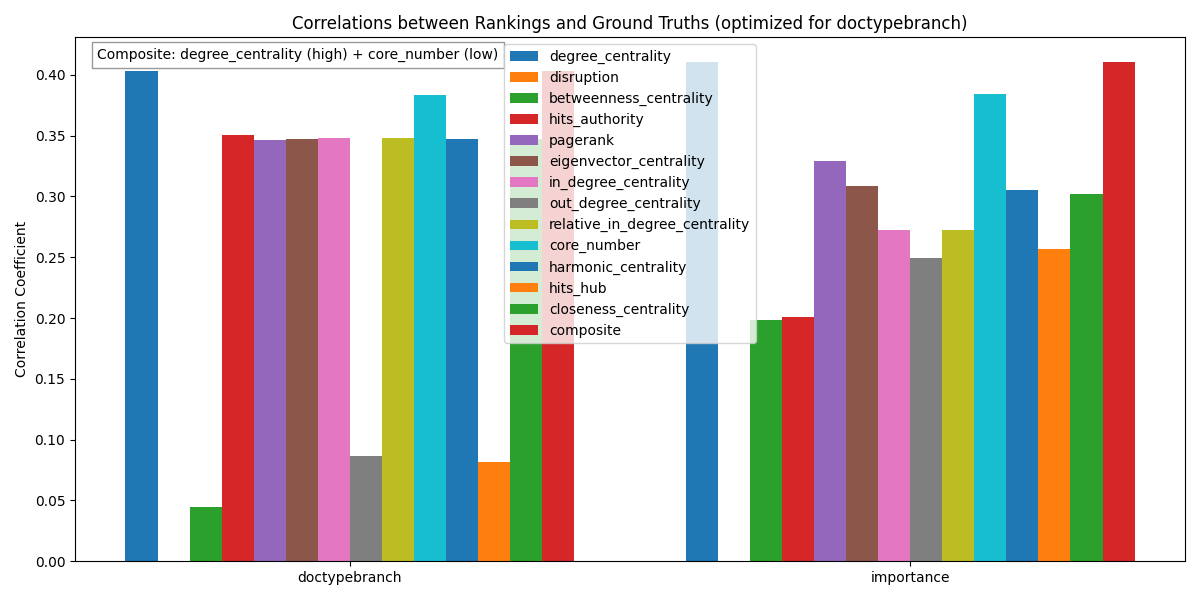 Correlations between Rankings and Ground Truths (optimized for doctypebranch)
Composite: degree_centrality (high) + core_number (low)
degree_centrality
disruption
betweenness_centrality
hits_authority
pagerank
eigenvector_centrality
in_degree_centrality
out_degree_centrality
relative_in_degree_centrality
core_number
harmonic_centrality
hits_hub
closeness_centrality
composite
Correlation Coefficient
0.40
0.35
0.30
0.25
0.20
0.15
0.10
0.05
0.00
doctypebranch
importance